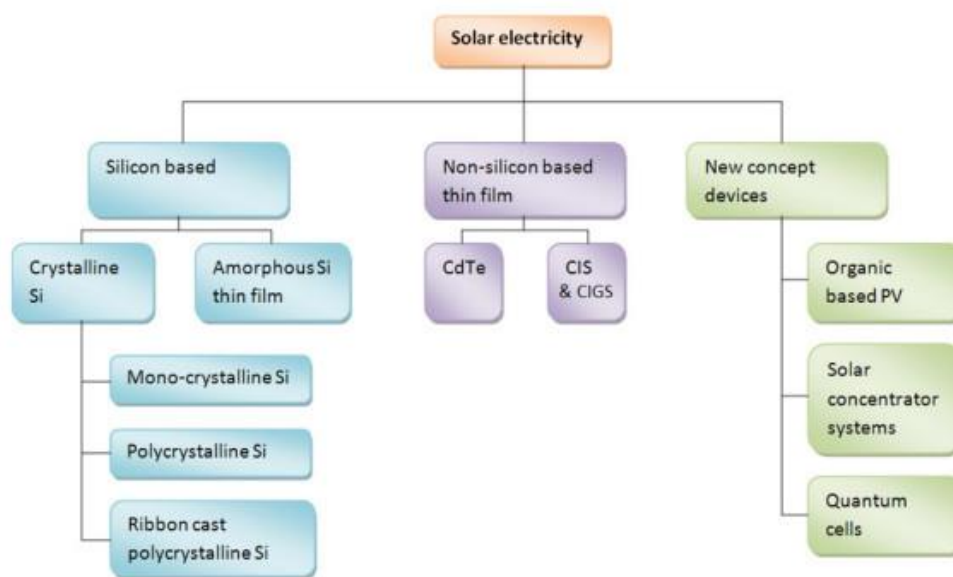 Solar electricity
Silicon based
Non-silicon based
thin film
New concept
devices
Crystalline
Si
Amorphous Si
thin film
CdTe
CIS
& CIGS
Organic
based PV
Mono-crystalline Si
Solar
concentrator
systems
Polycrystalline Si
Ribbon cast
polycrystalline Si
Quantum
cells